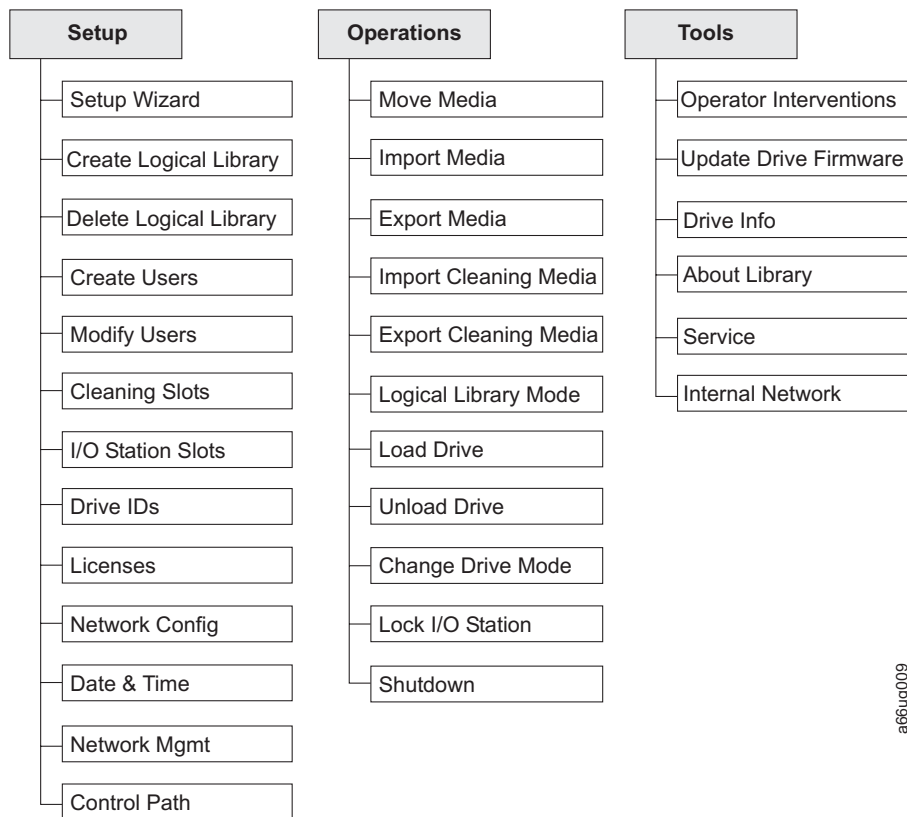 Setup
Setup Wizard
Create Logical Library
Delete Logical Library
Create Users
Modify Users
Cleaning Slots
I/O Station Slots
Drive IDs
Licenses
Network Config
Date & Time
Network Mgmt
Control Path
Operations
Move Media
Import Media
Export Media
Import Cleaning Media
Export Cleaning Media
Logical Library Mode
Load Drive
Unload Drive
Change Drive Mode
Lock I/O Station
Shutdown
Tools
Operator Interventions
Update Drive Firmware
Drive Info
About Library
Service
Internal Network
a66ug009